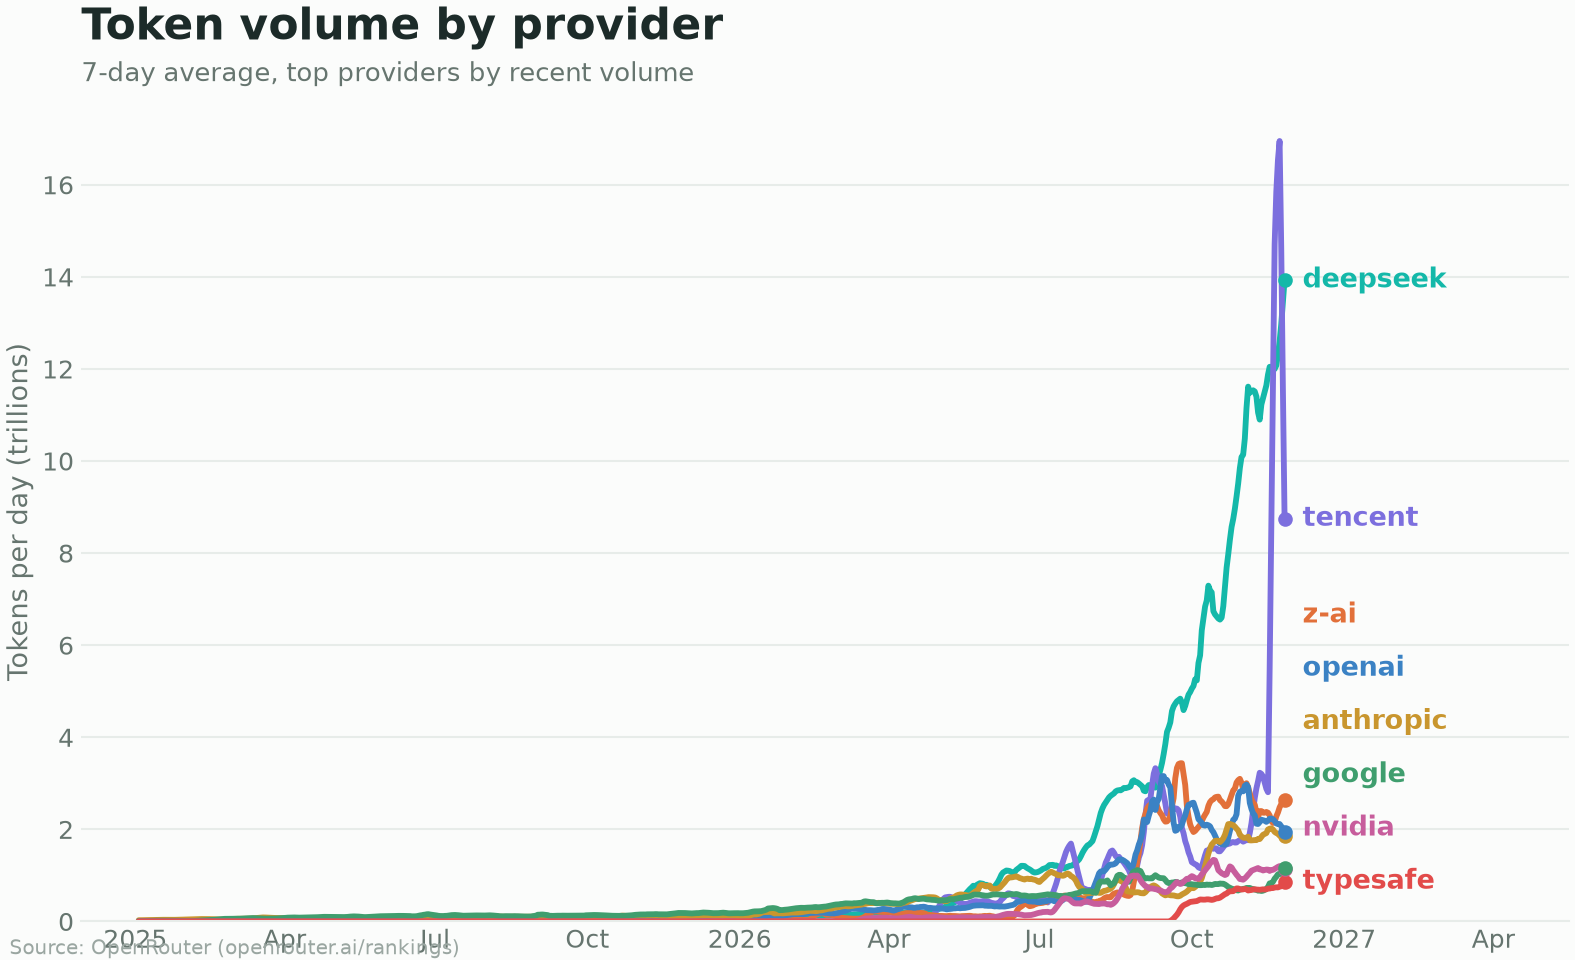 Token volume by provider
7-day average, top providers by recent volume
Tokens per day (trillions)
16
14
12
10
8
6
4
2
0
deepseek
tencent
z-ai
openai
anthropic
google
nvidia
typesafe
2025 Apr Jul Oct 2026 Apr Jul Oct 2027 Apr
Source: OpenRouter (openrouter.ai/rankings)